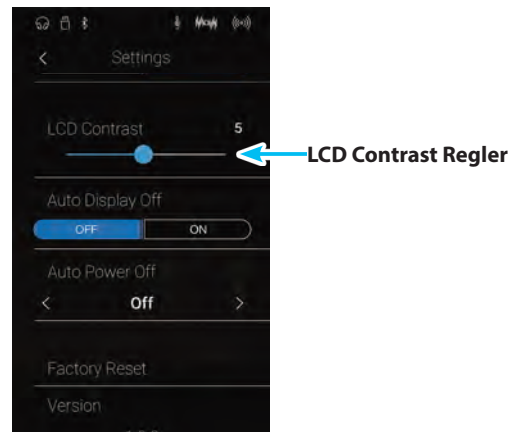 Settings
LCD Contrast 5
LCD Contrast Regler
Auto Display Off
OFF ON
Auto Power Off
Off
Factory Reset
Version